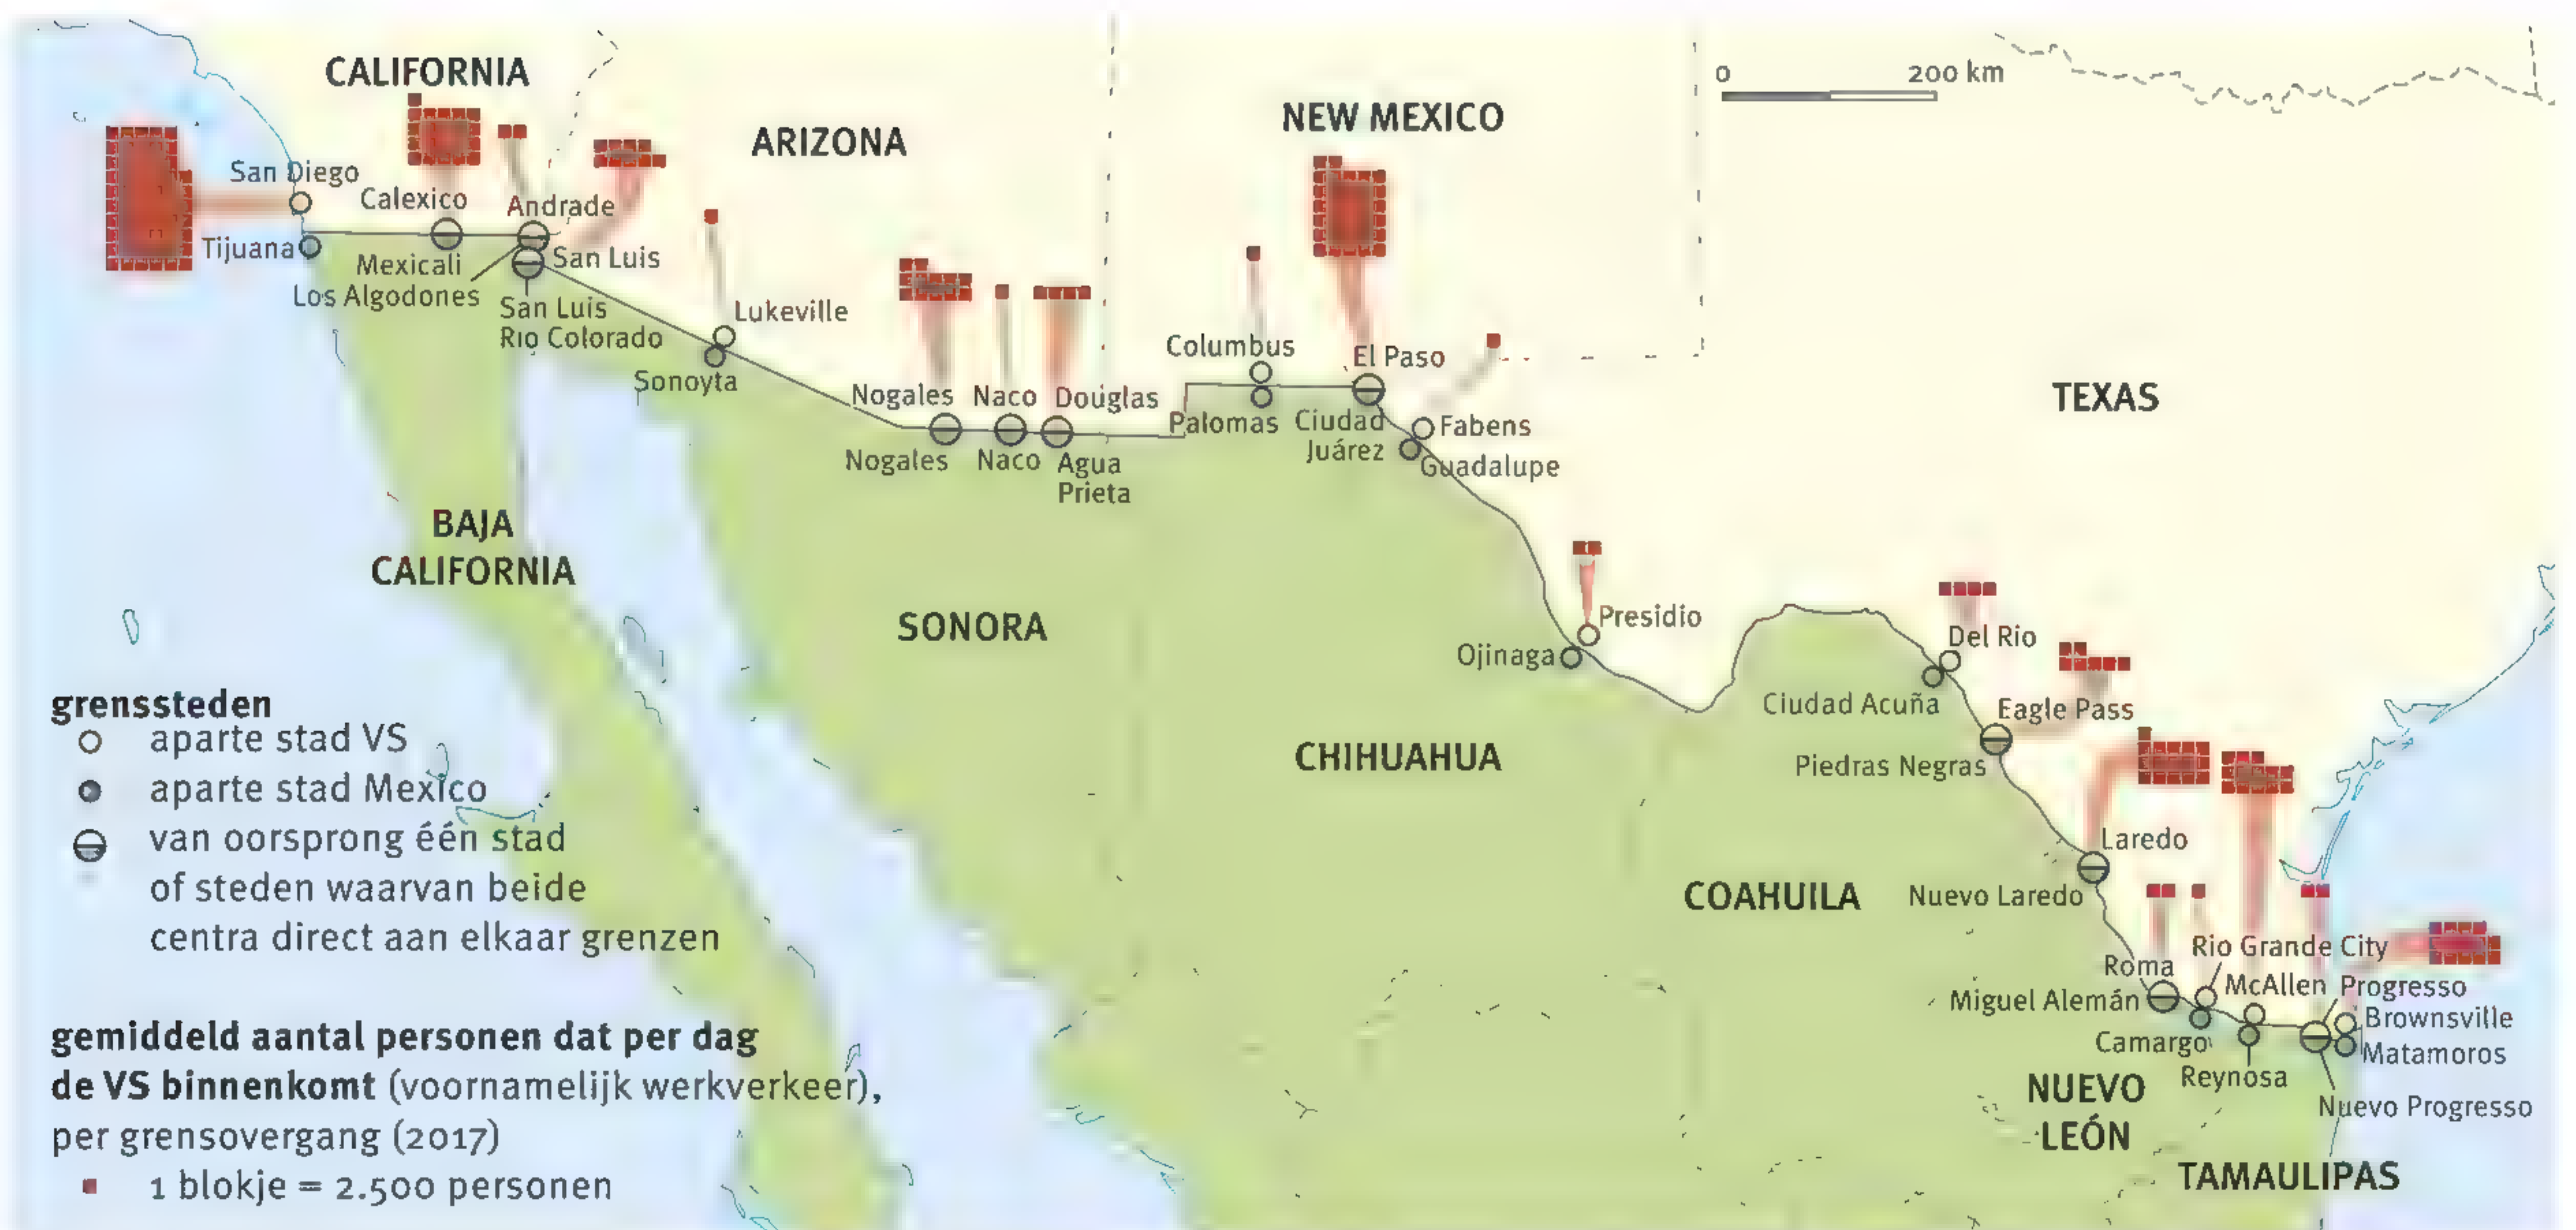 CALIFORNIA
ARIZONA
NEW MEXICO
0 200 km
San Diego
Calexico
Andrade
Tijuana
Mexicali
San Luis
Los Algodones
San Luis
Rio Colorado
Lukeville
Sonoyta
Nogales
Naco
Douglas
Nogales
Naco
Agua
Prieta
Columbus
El Paso
Palomas
Ciudad
Juárez
Fabens
Guadalupe
TEXAS
BAJA
CALIFORNIA
SONORA
Presidio
Ojinaga
Del Rio
Ciudad Acuña
Eagle Pass
Piedras Negras
CHIHUAHUA
COAHUILA
Laredo
Nuevo Laredo
Rio Grande City
Roma
McAllen
Progresso
Miguel Alemán
Brownsville
Camargo
Matamoros
Reynosa
Nuevo Progresso
NUEVO
LEÓN
TAMAULIPAS
grenssteden
aparte stad VS
aparte stad Mexico
van oorsprong één stad
of steden waarvan beide
centra direct aan elkaar grenzen
gemiddeld aantal personen dat per dag
de VS binnenkomt (voornamelijk werkverkeer),
per grensovergang (2017)
1 blokje = 2.500 personen